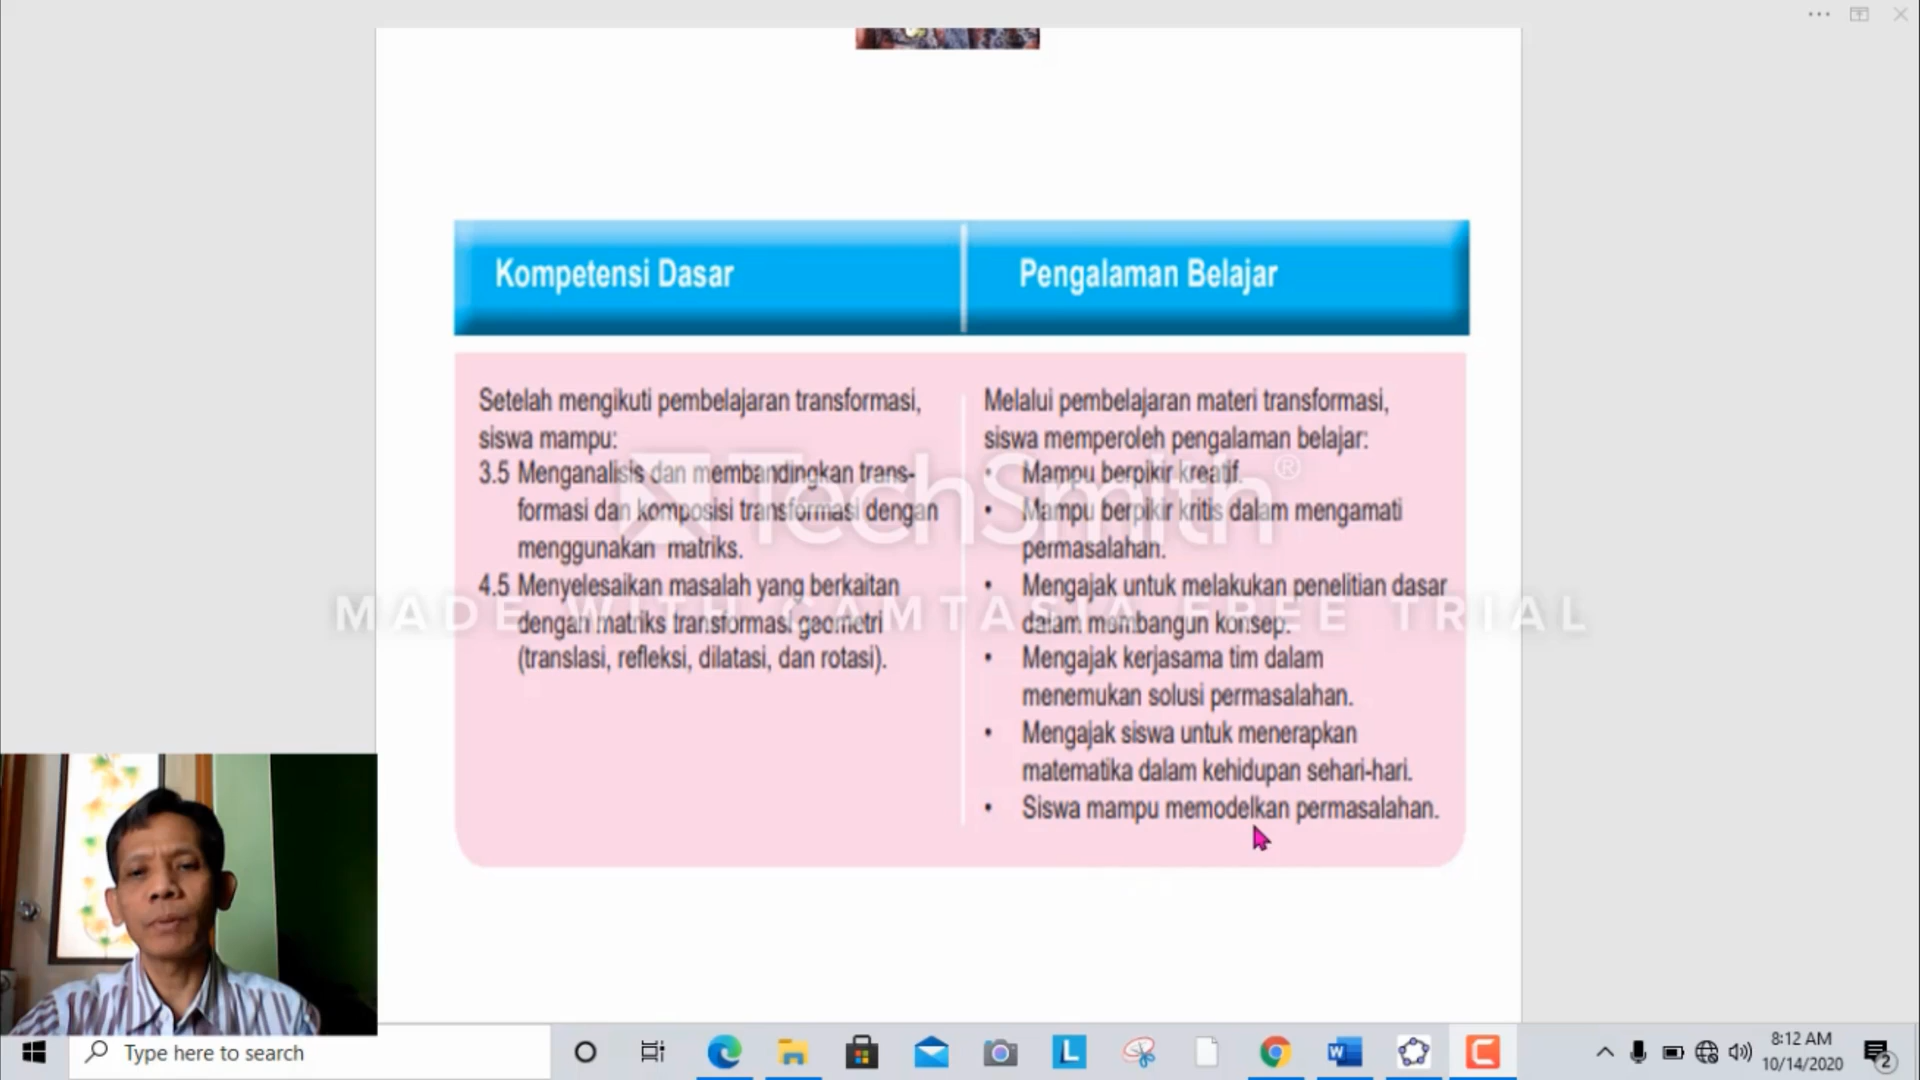 Kompetensi Dasar
Pengalaman Belajar
Setelah mengikuti pembelajaran transformasi,
siswa mampu:
3.5 Menganalisis dan membandingkan trans-
formasi dan komposisi transformasi dengan
menggunakan matriks.
4.5 Menyelesaikan masalah yang berkaitan
dengan matriks transformasi geometri
(translasi, refleksi, dilatasi, dan rotasi).
Melalui pembelajaran materi transformasi,
siswa memperoleh pengalaman belajar:
• Mampu berpikir kreatif.
• Mampu berpikir kritis dalam mengamati
permasalahan.
• Mengajak untuk melakukan penelitian dasar
dalam membangun konsep.
• Mengajak kerjasama tim dalam
menemukan solusi permasalahan.
• Mengajak siswa untuk menerapkan
matematika dalam kehidupan sehari-hari.
• Siswa mampu memodelkan permasalahan.
TechSmith®
MADE WITH CAMTASIA FREE TRIAL
Type here to search
8:12 AM
10/14/2020
2